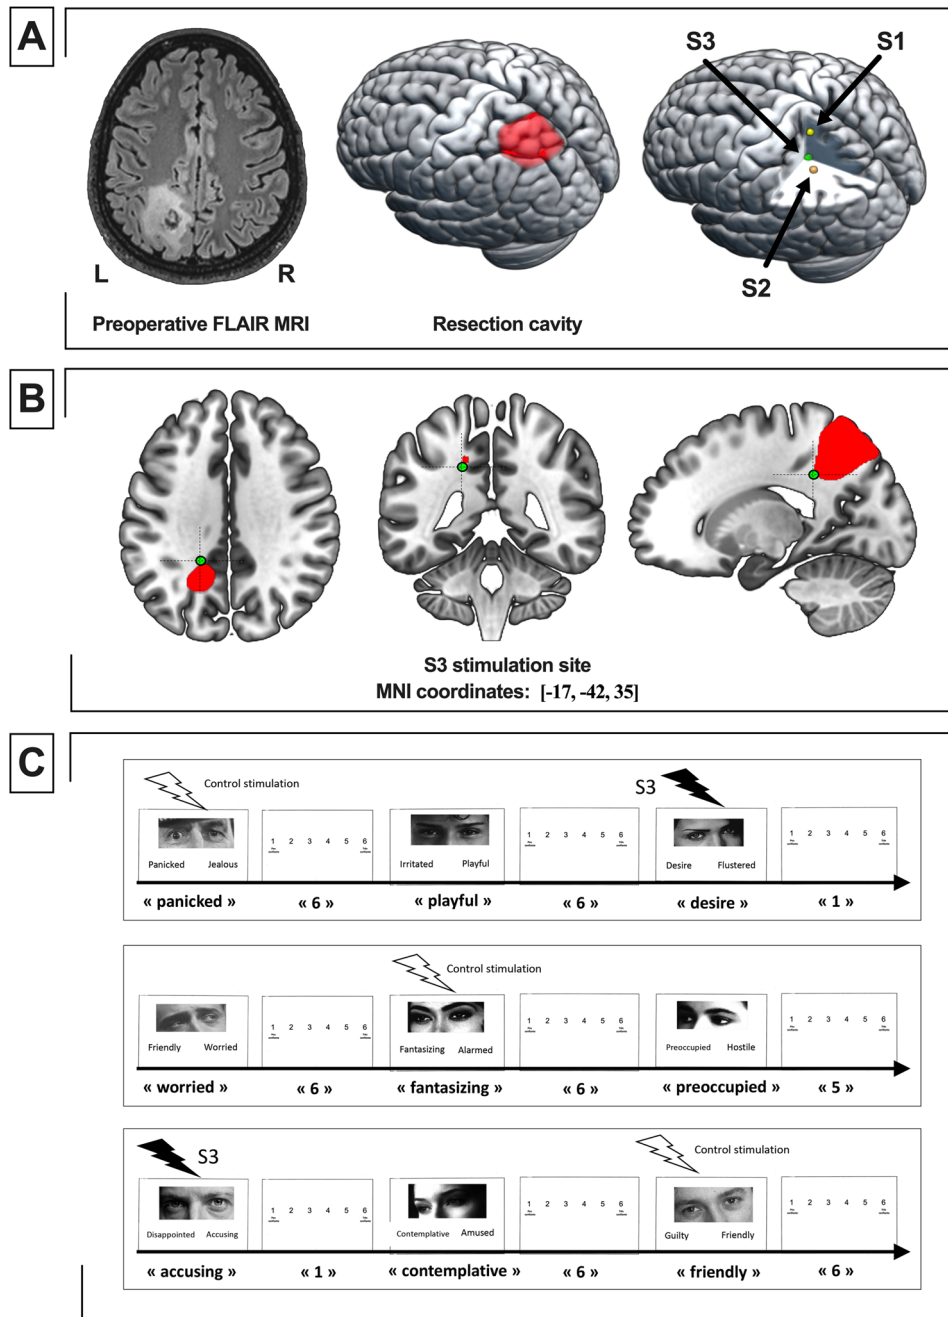 A
S3
S1
S2
L
R
Preoperative FLAIR MRI
Resection cavity
B
S3 stimulation site
MNI coordinates: [-17, -42, 35]
C
Control stimulation
S3
Panicked Jealous
1 2 3 4 5 6
Irritated Playful
1 2 3 4 5 6
Desire Flustered
1 2 3 4 5 6
« panicked » « 6 » « playful » « 6 » « desire » « 1 »
Control stimulation
Friendly Worried
1 2 3 4 5 6
Fantasizing Alarmed
1 2 3 4 5 6
Preoccupied Hostile
1 2 3 4 5 6
« worried » « 6 » « fantasizing » « 6 » « preoccupied » « 5 »
S3
Control stimulation
Disappointed Accusing
1 2 3 4 5 6
Contemplative Amused
1 2 3 4 5 6
Guilty Friendly
1 2 3 4 5 6
« accusing » « 1 » « contemplative » « 6 » « friendly » « 6 »